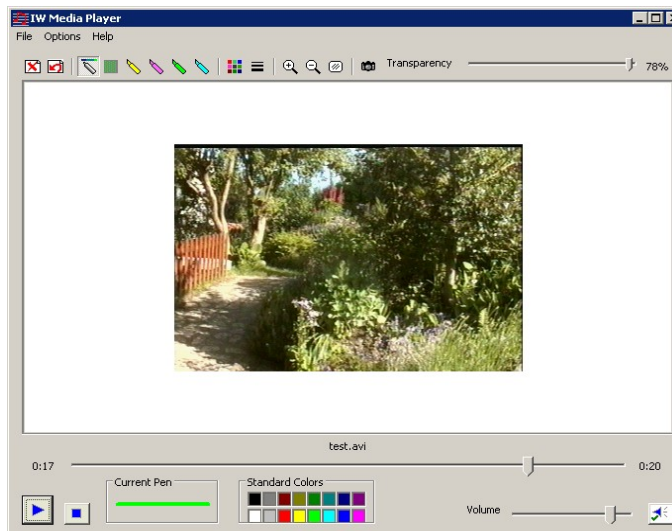 IW Media Player
File Options Help
Transparency
78%
test.avi
0:17
0:20
Current Pen
Standard Colors
Volume